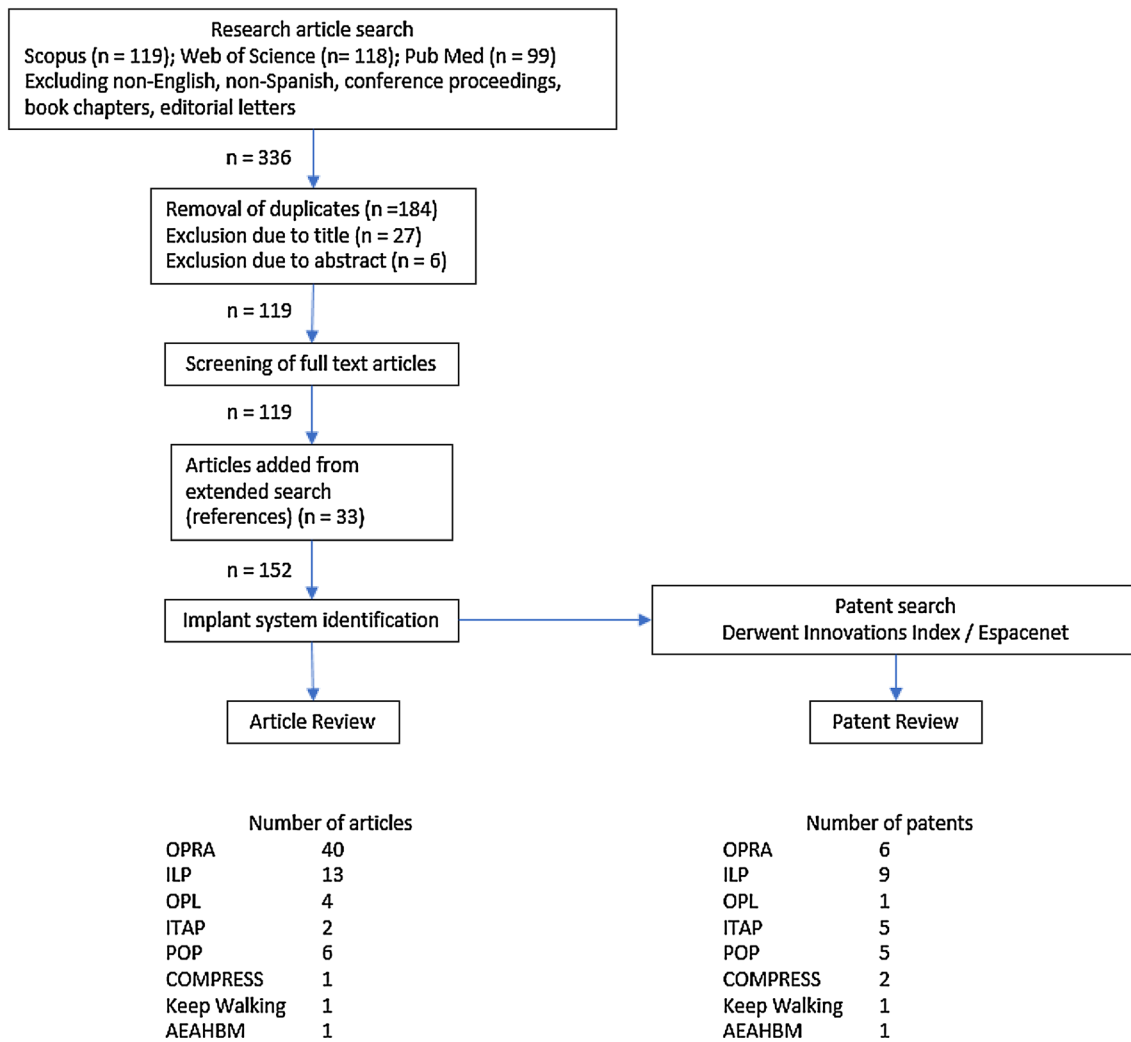 Research article search
Scopus (n = 119); Web of Science (n= 118); Pub Med (n = 99)
Excluding non-English, non-Spanish, conference proceedings,
book chapters, editorial letters
n = 336
Removal of duplicates (n =184)
Exclusion due to title (n = 27)
Exclusion due to abstract (n = 6)
n = 119
Screening of full text articles
n = 119
Articles added from
extended search
(references) (n = 33)
n = 152
Implant system identification
Patent search
Derwent Innovations Index / Espacenet
Article Review
Patent Review
Number of articles
OPRA 40
ILP 13
OPL 4
ITAP 2
POP 6
COMPRESS 1
Keep Walking 1
AEAHBM 1
Number of patents
OPRA 6
ILP 9
OPL 1
ITAP 5
POP 5
COMPRESS 2
Keep Walking 1
AEAHBM 1